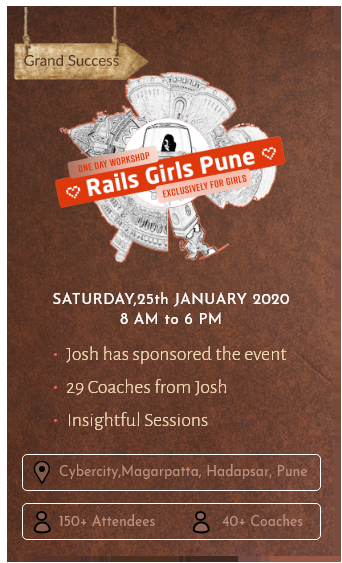 Grand Success
ONE DAY WORKSHOP
Rails Girls Pune
EXCLUSIVELY FOR GIRLS
SATURDAY,25th JANUARY 2020
8 AM to 6 PM
• Josh has sponsored the event
• 29 Coaches from Josh
• Insightful Sessions
Cybercity,Magarpatta, Hadapsar, Pune
150+ Attendees 40+ Coaches